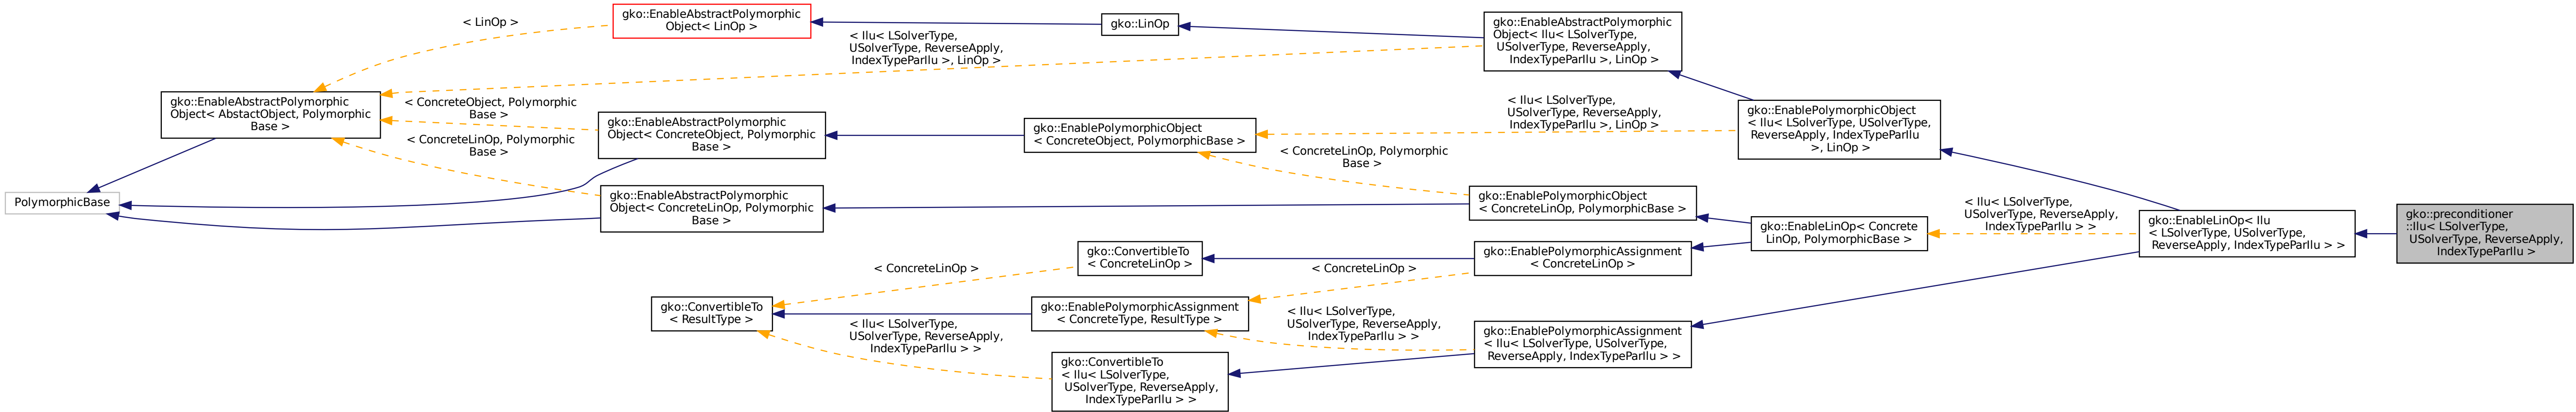 gko::EnableAbstractPolymorphic
Object< LinOp >
< LinOp >
gko::LinOp
gko::EnableAbstractPolymorphic
Object< Ilu< LSolverType,
USolverType, ReverseApply,
IndexTypeParIlu >, LinOp >
< Ilu< LSolverType,
USolverType, ReverseApply,
IndexTypeParIlu >, LinOp >
gko::EnableAbstractPolymorphic
Object< AbstactObject, Polymorphic
Base >
< ConcreteObject, Polymorphic
Base >
gko::EnableAbstractPolymorphic
Object< ConcreteObject, Polymorphic
Base >
gko::EnablePolymorphicObject
< ConcreteObject, PolymorphicBase >
< Ilu< LSolverType,
USolverType, ReverseApply,
IndexTypeParIlu >, LinOp >
gko::EnablePolymorphicObject
< Ilu< LSolverType, USolverType,
ReverseApply, IndexTypeParIlu
>, LinOp >
< ConcreteLinOp, Polymorphic
Base >
< ConcreteLinOp, Polymorphic
Base >
PolymorphicBase
gko::EnableAbstractPolymorphic
Object< ConcreteLinOp, Polymorphic
Base >
gko::EnablePolymorphicObject
< ConcreteLinOp, PolymorphicBase >
gko::EnableLinOp< Concrete
LinOp, PolymorphicBase >
< Ilu< LSolverType,
USolverType, ReverseApply,
IndexTypeParIlu > >
gko::EnableLinOp< Ilu
< LSolverType, USolverType,
ReverseApply, IndexTypeParIlu > >
gko::preconditioner
::Ilu< LSolverType,
USolverType, ReverseApply,
IndexTypeParIlu >
gko::ConvertibleTo
< ConcreteLinOp >
< ConcreteLinOp >
gko::EnablePolymorphicAssignment
< ConcreteLinOp >
< ConcreteLinOp >
gko::ConvertibleTo
< ResultType >
gko::EnablePolymorphicAssignment
< ConcreteType, ResultType >
< Ilu< LSolverType,
USolverType, ReverseApply,
IndexTypeParIlu > >
< Ilu< LSolverType,
USolverType, ReverseApply,
IndexTypeParIlu > >
gko::EnablePolymorphicAssignment
< Ilu< LSolverType, USolverType,
ReverseApply, IndexTypeParIlu > >
gko::ConvertibleTo
< Ilu< LSolverType,
USolverType, ReverseApply,
IndexTypeParIlu > >